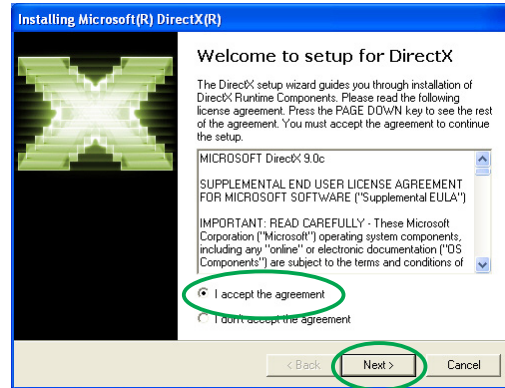 Installing Microsoft(R) DirectX(R)
Welcome to setup for DirectX
The DirectX setup wizard guides you through installation of
DirectX Runtime Components. Please read the following
license agreement. Press the PAGE DOWN key to see the rest
of the agreement. You must accept the agreement to continue
the setup.
MICROSOFT DirectX 9.0c
SUPPLEMENTAL END USER LICENSE AGREEMENT
FOR MICROSOFT SOFTWARE ("Supplemental EULA")
IMPORTANT: READ CAREFULLY - These Microsoft
Corporation ("Microsoft") operating system components,
including any "online" or electronic documentation ("OS
Components") are subject to the terms and conditions of
I accept the agreement
I don't accept the agreement
< Back
Next >
Cancel